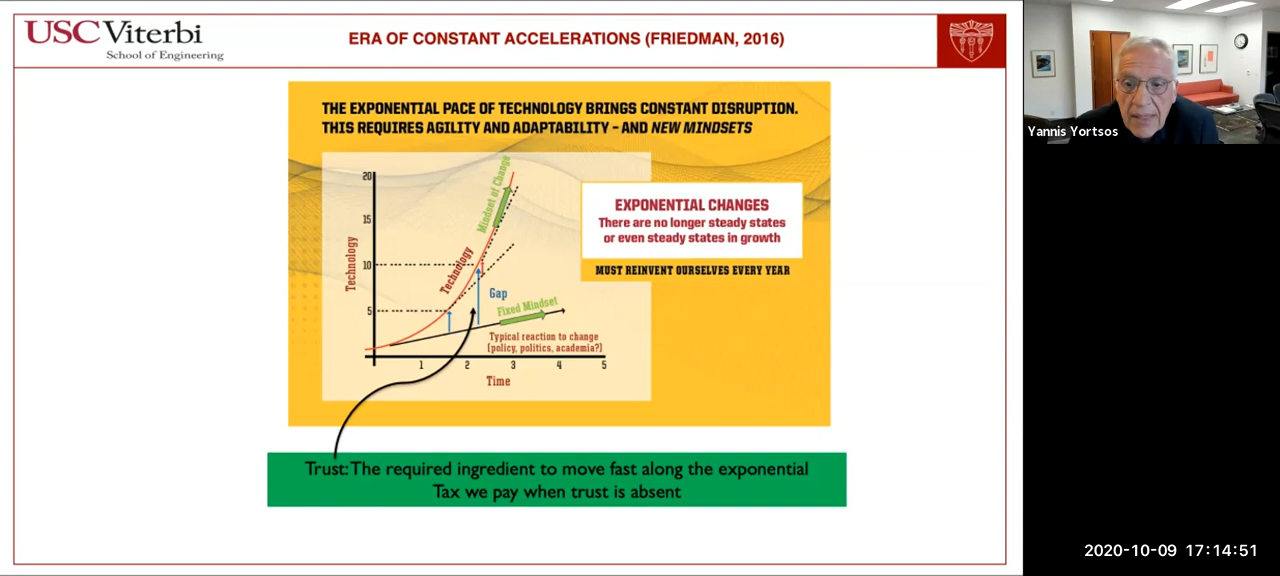 USC Viterbi
School of Engineering
ERA OF CONSTANT ACCELERATIONS (FRIEDMAN, 2016)
THE EXPONENTIAL PACE OF TECHNOLOGY BRINGS CONSTANT DISRUPTION.
THIS REQUIRES AGILITY AND ADAPTABILITY – AND NEW MINDSETS
20
15
10
5
Technology
Technology
Mindset of Change
Gap
Fixed Mindset
Typical reaction to change
(policy, politics, academia?)
1 2 3 4 5
Time
EXPONENTIAL CHANGES
There are no longer steady states
or even steady states in growth
MUST REINVENT OURSELVES EVERY YEAR
Trust: The required ingredient to move fast along the exponential
Tax we pay when trust is absent
Yannis Yortsos
2020-10-09 17:14:51